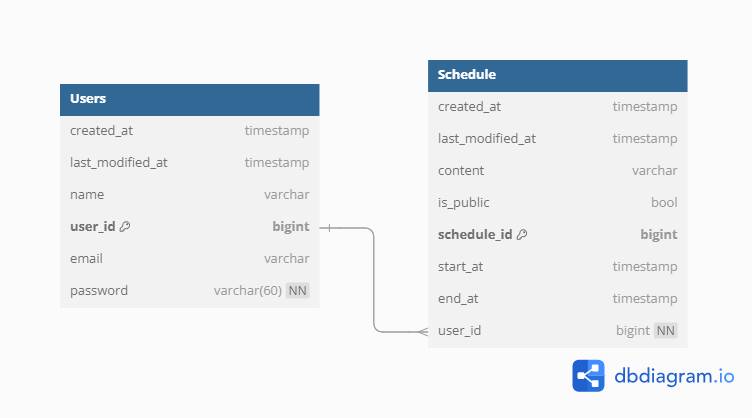 Users
created_at timestamp
last_modified_at timestamp
name varchar
user_id bigint
email varchar
password varchar(60) NN
Schedule
created_at timestamp
last_modified_at timestamp
content varchar
is_public bool
schedule_id bigint
start_at timestamp
end_at timestamp
user_id bigint NN
dbdiagram.io